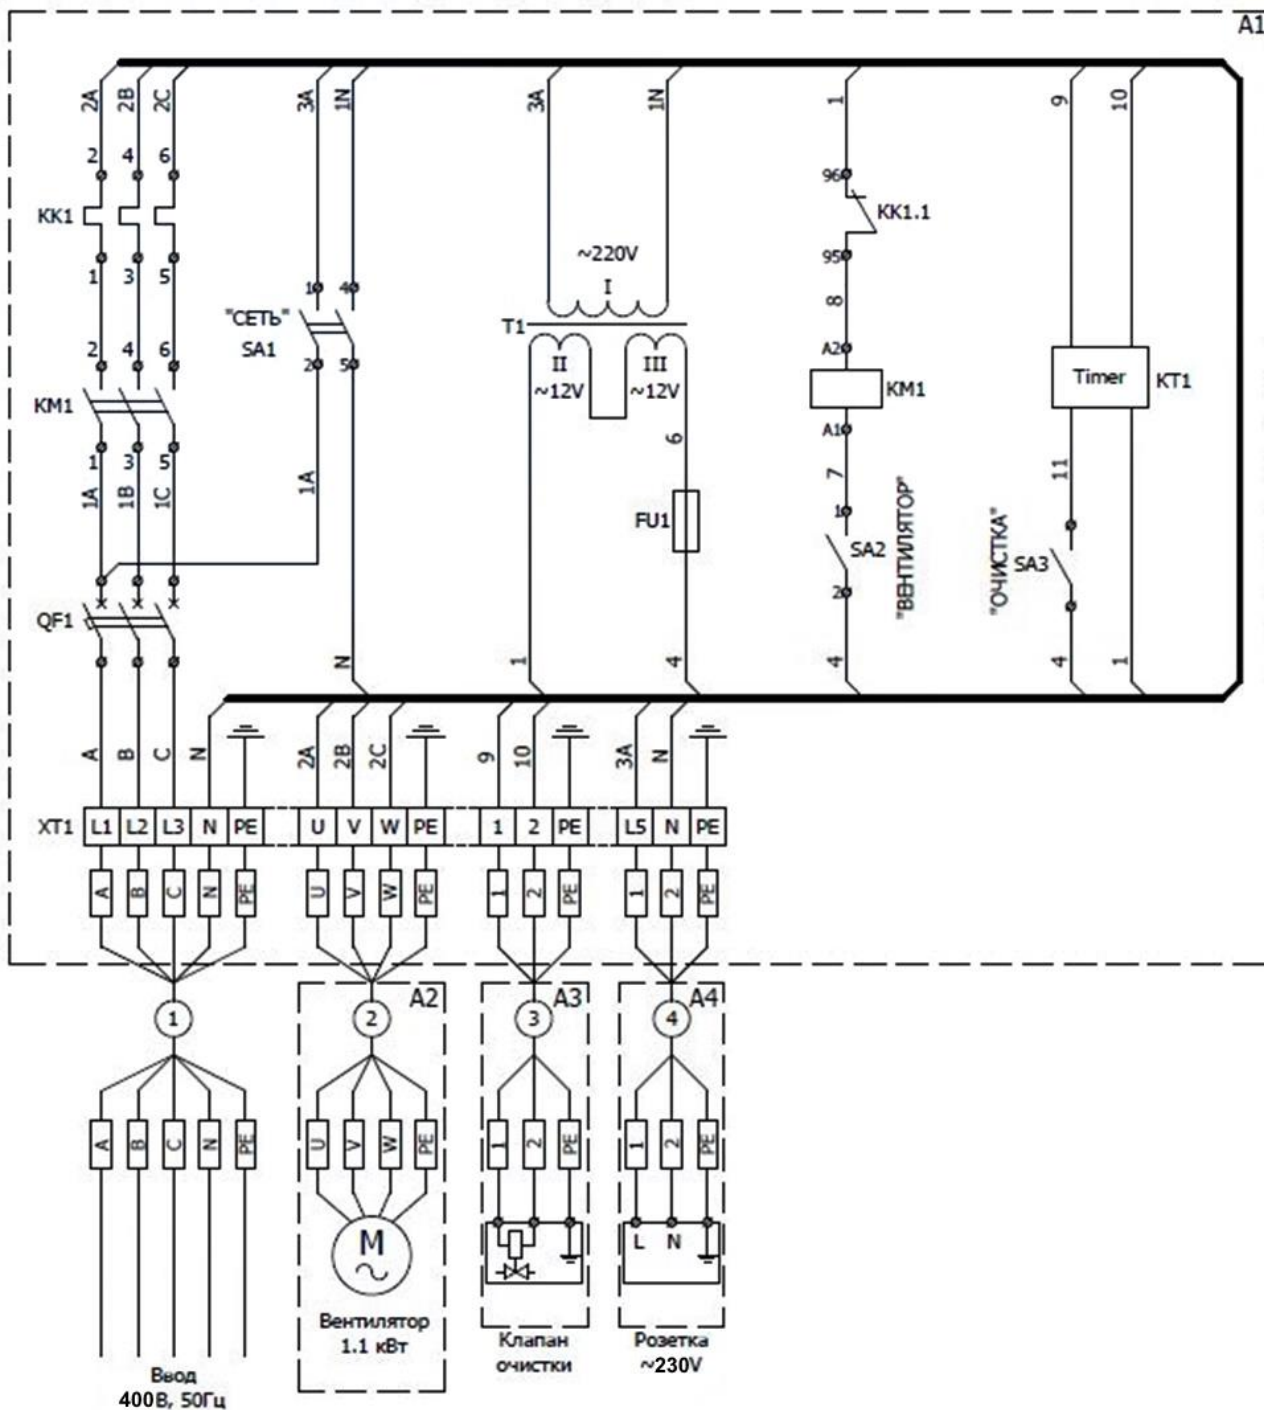 A1
2A 2B 2C 3A 1N 3A 1N 1 9 10
2 4 6
96
KK1 KK1.1
~220V
95
1 3 5
I
1 4
8
"СЕТЬ"
SA1
T1
2 4 6
2 5
II III
A2
~12V ~12V
Timer
KT1
KM1 KM1
A1
6
1 3 5
1A 1B 1C 1A
7
11
FU1
1
SA2
"ВЕНТИЛЯТОР"
"ОЧИСТКА"
SA3
2
QF1
N 1 4 4 4 1
A B C N 2A 2B 2C 9 10 3A N
XT1 L1 L2 L3 N PE U V W PE 1 2 PE L5 N PE
A B C N PE U V W PE 1 2 PE 1 2 PE
A2 A3 A4
1 2 3 4
A B C N PE U V W PE 1 2 PE 1 2 PE
M
L N
Вентилятор
1.1 кВт
Клапан
очистки
Розетка
~230V
Ввод
400В, 50Гц